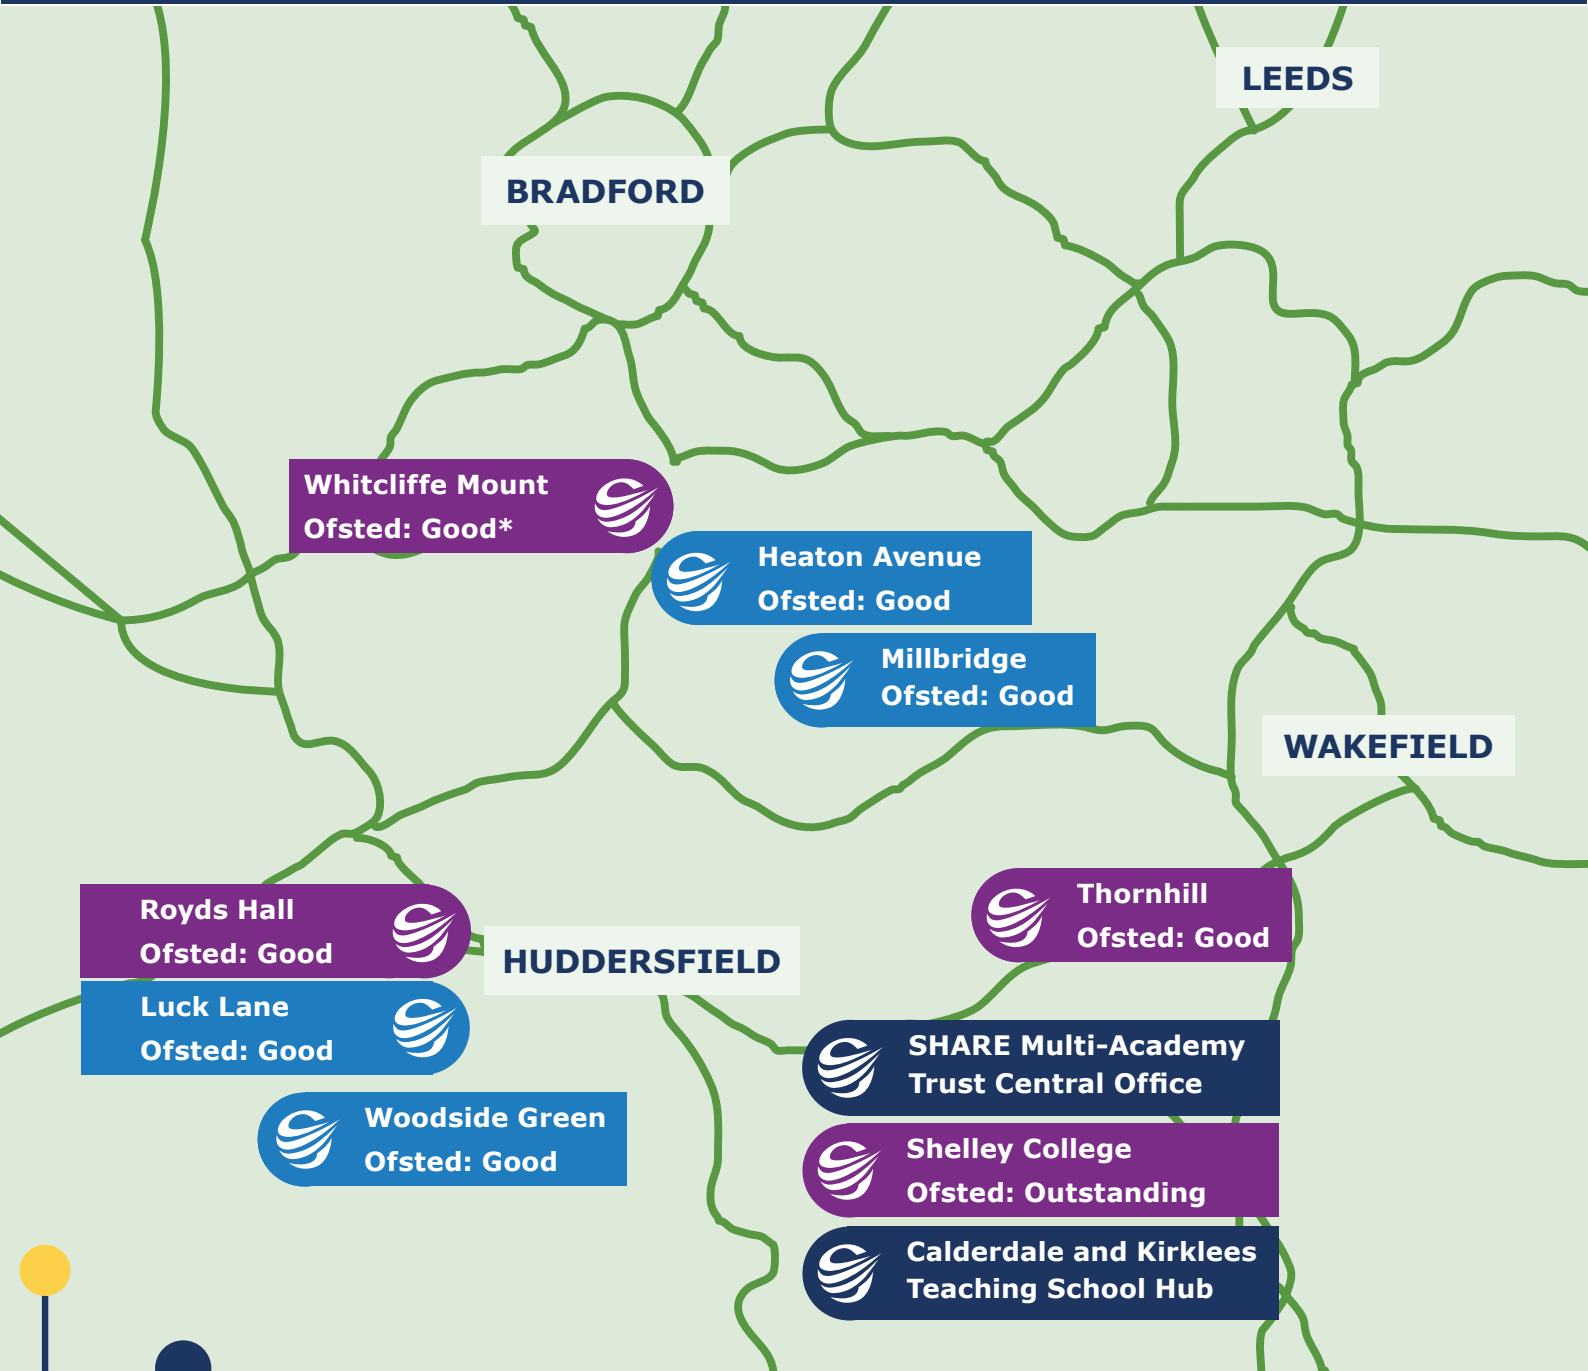 LEEDS
BRADFORD
Whitcliffe Mount
Ofsted: Good*
Heaton Avenue
Ofsted: Good
Millbridge
Ofsted: Good
WAKEFIELD
Royds Hall
Ofsted: Good
Thornhill
Ofsted: Good
HUDDERSFIELD
Luck Lane
Ofsted: Good
SHARE Multi-Academy
Trust Central Office
Woodside Green
Ofsted: Good
Shelley College
Ofsted: Outstanding
Calderdale and Kirklees
Teaching School Hub